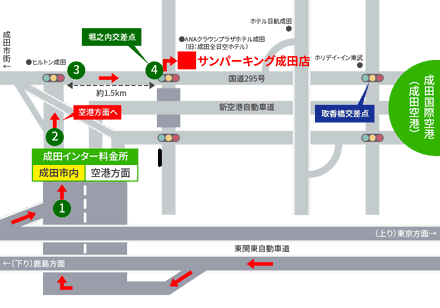 ホテル日航成田
堀之内交差点
成田市街←
ANAクラウンプラザホテル成田
(旧:成田全日空ホテル)
ヒルトン成田
サンパーキング成田店
ホリデイ・イン東武
3
4
国道295号
約1.5km
成田国際空港
(成田空港)
空港方面へ
新空港自動車道
取香橋交差点
2
成田インター料金所
成田市内
空港方面
1
(上り)東京方面→
東関東自動車道
←(下り)鹿島方面